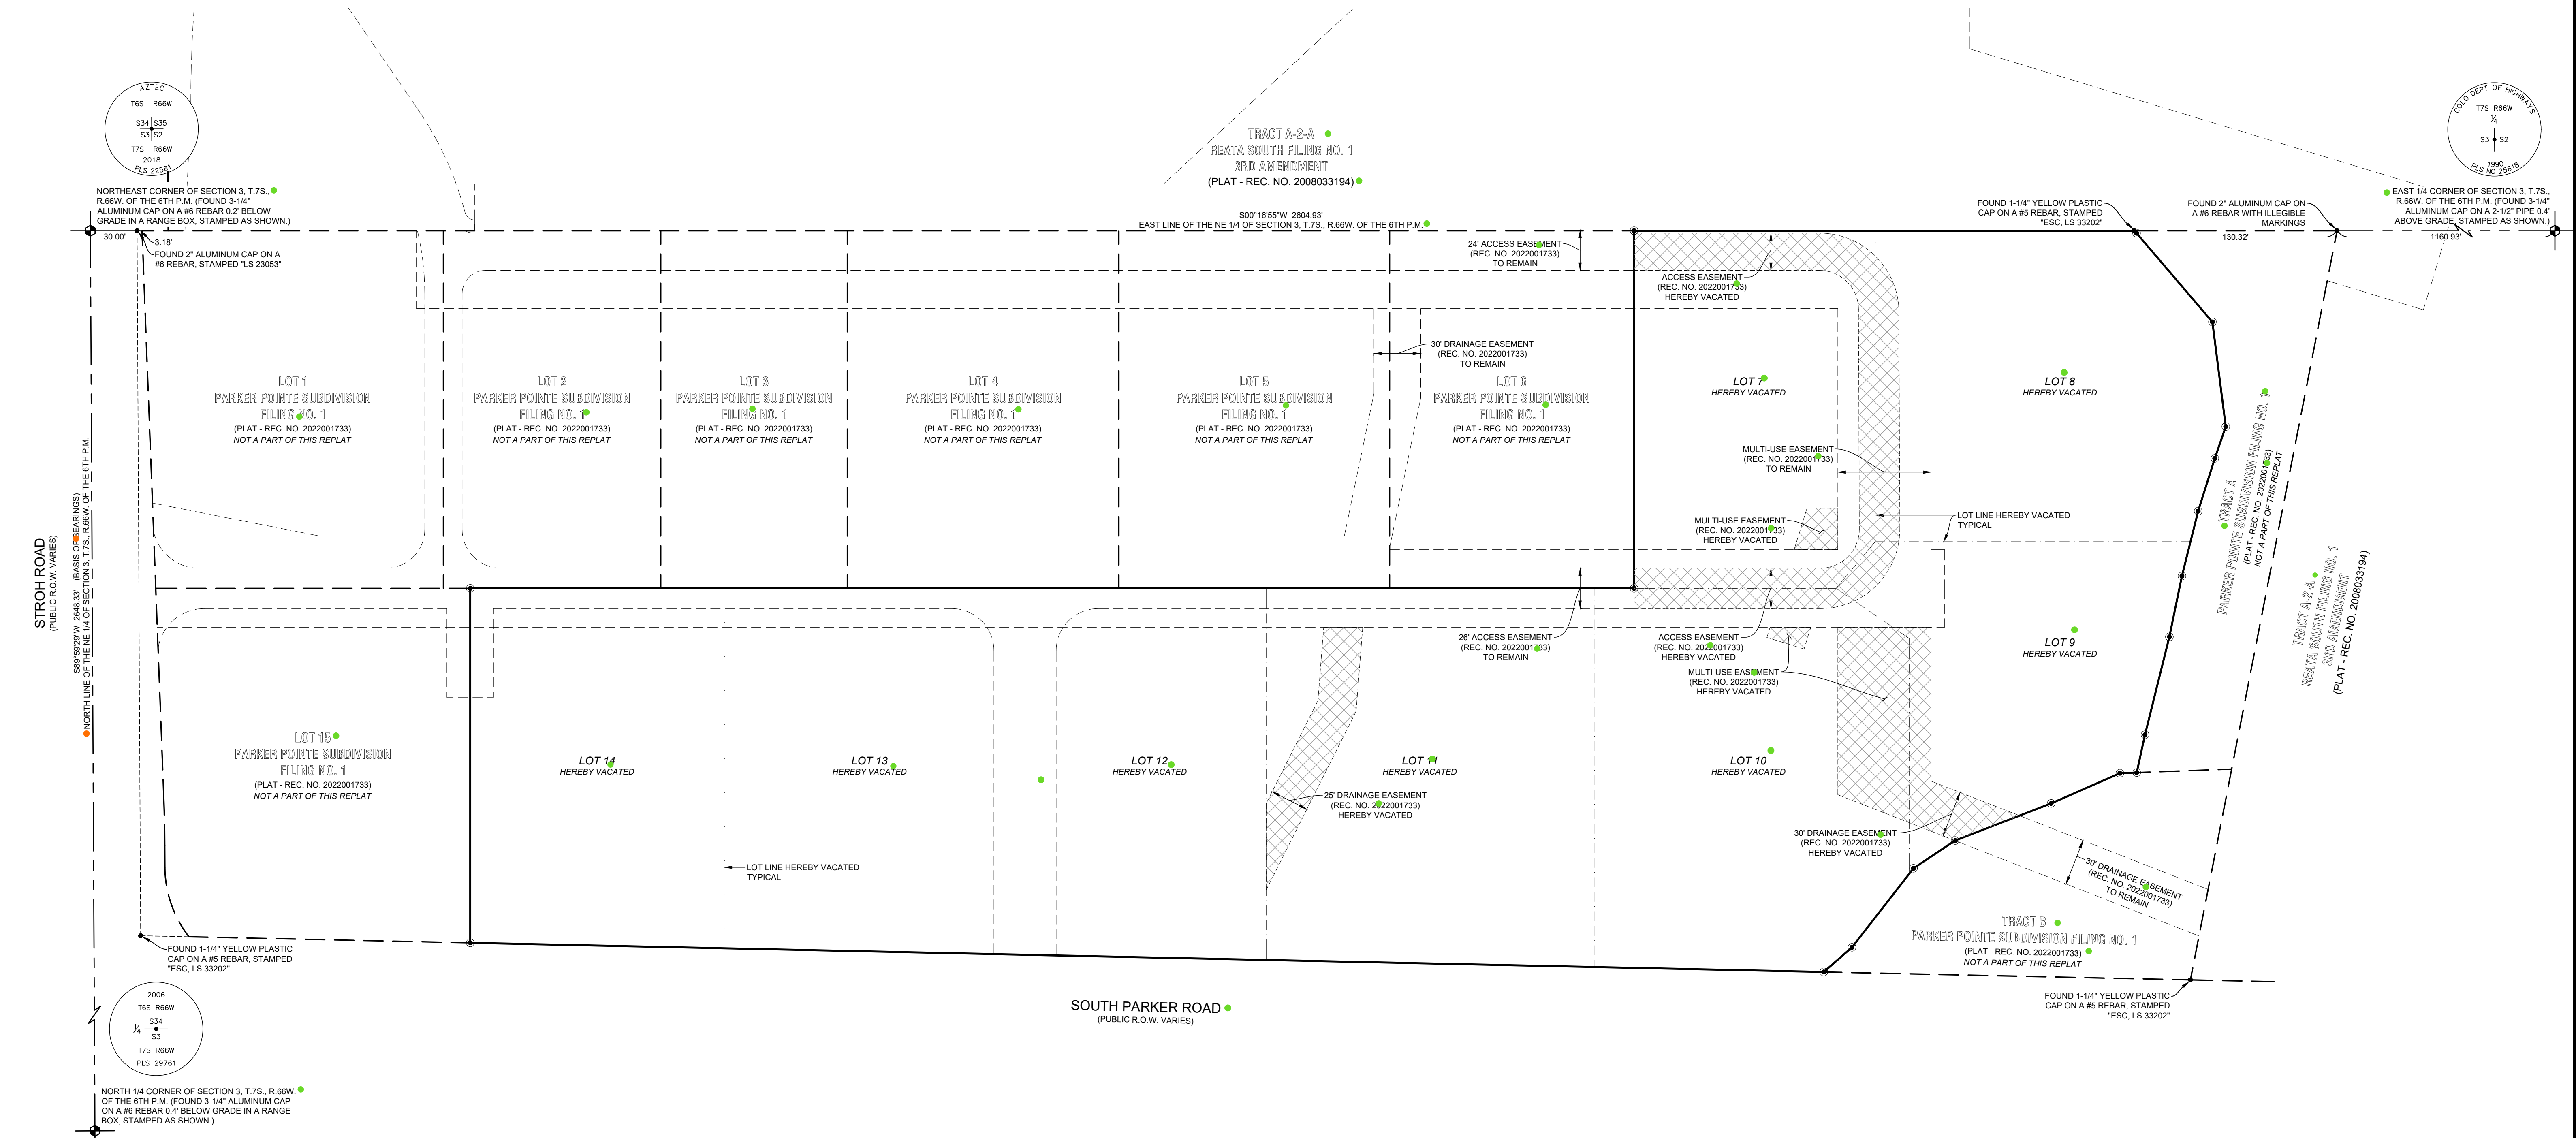 AZTEC
T6S R66W
S34 S35
S3 S2
T7S R66W
2018
PLS 22561
NORTHEAST CORNER OF SECTION 3, T.7S.,
R.66W. OF THE 6TH P.M. (FOUND 3-1/4"
ALUMINUM CAP ON A #6 REBAR 0.2' BELOW
GRADE IN A RANGE BOX, STAMPED AS SHOWN.)
30.00'
3.18'
FOUND 2" ALUMINUM CAP ON A
#6 REBAR, STAMPED "LS 23053"
TRACT A-2-A
REATA SOUTH FILING NO. 1
3RD AMENDMENT
(PLAT - REC. NO. 2008033194)
S00°16'55"W 2604.93'
EAST LINE OF THE NE 1/4 OF SECTION 3, T.7S., R.66W. OF THE 6TH P.M.
COLO DEPT OF HIGHWAYS
T7S R66W
1/4
S3 S2
1990
PLS NO 25618
EAST 1/4 CORNER OF SECTION 3, T.7S.,
R.66W. OF THE 6TH P.M. (FOUND 3-1/4"
ALUMINUM CAP ON A 2-1/2" PIPE 0.4'
ABOVE GRADE, STAMPED AS SHOWN.)
1160.93'
FOUND 1-1/4" YELLOW PLASTIC
CAP ON A #5 REBAR, STAMPED
"ESC, LS 33202"
FOUND 2" ALUMINUM CAP ON
A #6 REBAR WITH ILLEGIBLE
MARKINGS
130.32'
24' ACCESS EASEMENT
(REC. NO. 2022001733)
TO REMAIN
ACCESS EASEMENT
(REC. NO. 2022001733)
HEREBY VACATED
30' DRAINAGE EASEMENT
(REC. NO. 2022001733)
TO REMAIN
LOT 1
PARKER POINTE SUBDIVISION
FILING NO. 1
(PLAT - REC. NO. 2022001733)
NOT A PART OF THIS REPLAT
LOT 2
PARKER POINTE SUBDIVISION
FILING NO. 1
(PLAT - REC. NO. 2022001733)
NOT A PART OF THIS REPLAT
LOT 3
PARKER POINTE SUBDIVISION
FILING NO. 1
(PLAT - REC. NO. 2022001733)
NOT A PART OF THIS REPLAT
LOT 4
PARKER POINTE SUBDIVISION
FILING NO. 1
(PLAT - REC. NO. 2022001733)
NOT A PART OF THIS REPLAT
LOT 5
PARKER POINTE SUBDIVISION
FILING NO. 1
(PLAT - REC. NO. 2022001733)
NOT A PART OF THIS REPLAT
LOT 6
PARKER POINTE SUBDIVISION
FILING NO. 1
(PLAT - REC. NO. 2022001733)
NOT A PART OF THIS REPLAT
LOT 7
HEREBY VACATED
LOT 8
HEREBY VACATED
MULTI-USE EASEMENT
(REC. NO. 2022001733)
TO REMAIN
MULTI-USE EASEMENT
(REC. NO. 2022001733)
HEREBY VACATED
LOT LINE HEREBY VACATED
TYPICAL
TRACT A
PARKER POINTE SUBDIVISION FILING NO. 1
(PLAT - REC. NO. 2022001733)
NOT A PART OF THIS REPLAT
TRACT A-2-A
REATA SOUTH FILING NO. 1
3RD AMENDMENT
(PLAT - REC. NO. 2008033194)
STROH ROAD
(PUBLIC R.O.W. VARIES)
S89°59'29"W 2648.33' (BASIS OF BEARINGS)
NORTH LINE OF THE NE 1/4 OF SECTION 3, T.7S., R.66W. OF THE 6TH P.M.
26' ACCESS EASEMENT
(REC. NO. 2022001733)
TO REMAIN
ACCESS EASEMENT
(REC. NO. 2022001733)
HEREBY VACATED
MULTI-USE EASEMENT
(REC. NO. 2022001733)
HEREBY VACATED
LOT 9
HEREBY VACATED
LOT 15
PARKER POINTE SUBDIVISION
FILING NO. 1
(PLAT - REC. NO. 2022001733)
NOT A PART OF THIS REPLAT
LOT 14
HEREBY VACATED
LOT 13
HEREBY VACATED
LOT 12
HEREBY VACATED
LOT 11
HEREBY VACATED
LOT 10
HEREBY VACATED
25' DRAINAGE EASEMENT
(REC. NO. 2022001733)
HEREBY VACATED
30' DRAINAGE EASEMENT
(REC. NO. 2022001733)
HEREBY VACATED
30' DRAINAGE EASEMENT
(REC. NO. 2022001733)
TO REMAIN
LOT LINE HEREBY VACATED
TYPICAL
TRACT B
PARKER POINTE SUBDIVISION FILING NO. 1
(PLAT - REC. NO. 2022001733)
NOT A PART OF THIS REPLAT
FOUND 1-1/4" YELLOW PLASTIC
CAP ON A #5 REBAR, STAMPED
"ESC, LS 33202"
FOUND 1-1/4" YELLOW PLASTIC
CAP ON A #5 REBAR, STAMPED
"ESC, LS 33202"
SOUTH PARKER ROAD
(PUBLIC R.O.W. VARIES)
2006
T6S R66W
1/4
S34
S3
T7S R66W
PLS 29761
NORTH 1/4 CORNER OF SECTION 3, T.7S., R.66W.
OF THE 6TH P.M. (FOUND 3-1/4" ALUMINUM CAP
ON A #6 REBAR 0.4' BELOW GRADE IN A RANGE
BOX, STAMPED AS SHOWN.)